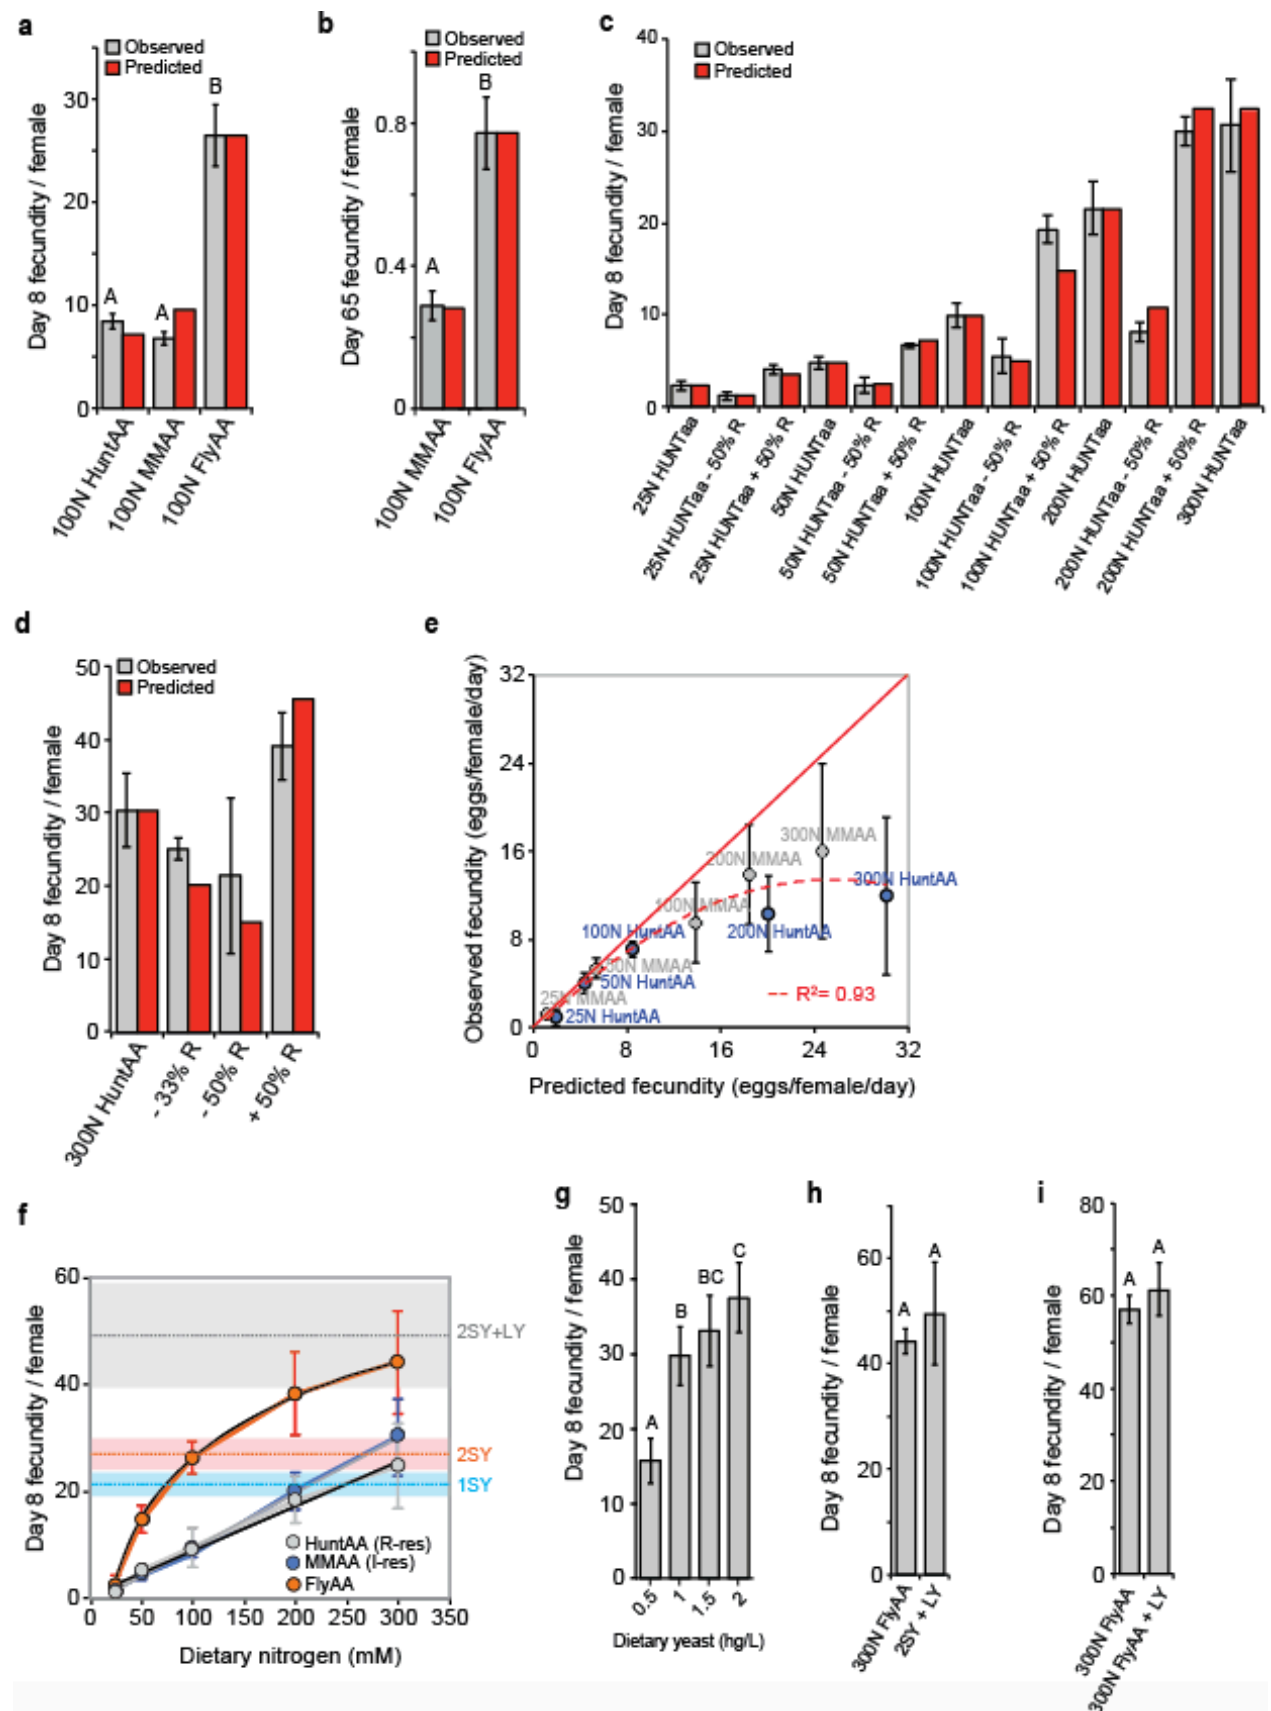 a
Observed
Predicted
Day 8 fecundity / female
30
20
10
0
A
A
B
100N HuntAA
100N MMAA
100N FlyAA
b
Observed
Predicted
Day 65 fecundity / female
0.8
0.4
0
A
B
100N MMAA
100N FlyAA
c
Observed
Predicted
Day 8 fecundity / female
40
30
20
10
0
25N HUNTaa
25N HUNTaa - 50% R
25N HUNTaa + 50% R
50N HUNTaa
50N HUNTaa - 50% R
50N HUNTaa + 50% R
100N HUNTaa
100N HUNTaa - 50% R
100N HUNTaa + 50% R
200N HUNTaa
200N HUNTaa - 50% R
200N HUNTaa + 50% R
300N HUNTaa
d
Observed
Predicted
Day 8 fecundity / female
50
40
30
20
10
0
300N HuntAA
- 33% R
- 50% R
+ 50% R
e
Observed fecundity (eggs/female/day)
32
24
16
8
0
300N MMAA
200N MMAA
300N HuntAA
100N MMAA
100N HuntAA
200N HuntAA
50N MMAA
50N HuntAA
25N MMAA
25N HuntAA
R²= 0.93
0
8
16
24
32
Predicted fecundity (eggs/female/day)
f
Day 8 fecundity / female
60
40
20
0
2SY+LY
2SY
1SY
HuntAA (R-res)
MMAA (I-res)
FlyAA
0
50
100
150
200
250
300
350
Dietary nitrogen (mM)
g
Day 8 fecundity / female
50
40
30
20
10
0
A
B
BC
C
0.5
1
1.5
2
Dietary yeast (hg/L)
h
Day 8 fecundity / female
60
40
20
0
A
A
300N FlyAA
2SY + LY
i
Day 8 fecundity / female
80
60
40
20
0
A
A
300N FlyAA
300N FlyAA + LY